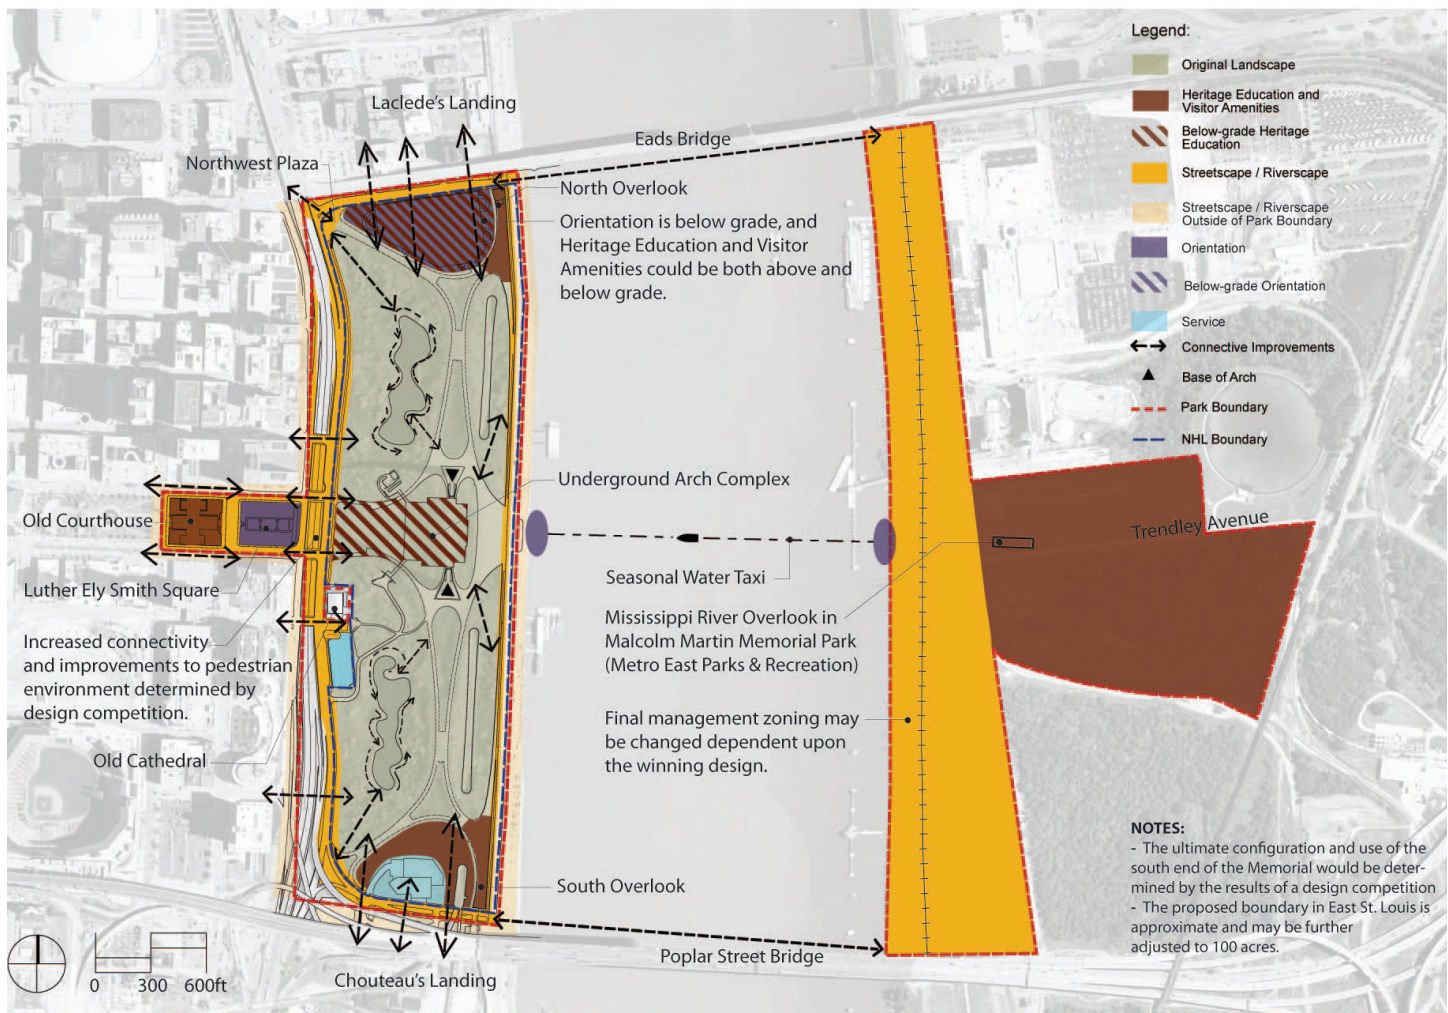 Laclede's Landing
Northwest Plaza
Eads Bridge
North Overlook
Orientation is below grade, and
Heritage Education and Visitor
Amenities could be both above and
below grade.
Underground Arch Complex
Old Courthouse
Luther Ely Smith Square
Increased connectivity
and improvements to pedestrian
environment determined by
design competition.
Old Cathedral
Seasonal Water Taxi
Mississippi River Overlook in
Malcolm Martin Memorial Park
(Metro East Parks & Recreation)
Final management zoning may
be changed dependent upon
the winning design.
South Overlook
Poplar Street Bridge
Chouteau's Landing
0 300 600ft
Trendley Avenue
Legend:
Original Landscape
Heritage Education and
Visitor Amenities
Below-grade Heritage
Education
Streetscape / Riverscape
Streetscape / Riverscape
Outside of Park Boundary
Orientation
Below-grade Orientation
Service
Connective Improvements
Base of Arch
Park Boundary
NHL Boundary
NOTES:
- The ultimate configuration and use of the
south end of the Memorial would be deter-
mined by the results of a design competition
- The proposed boundary in East St. Louis is
approximate and may be further
adjusted to 100 acres.